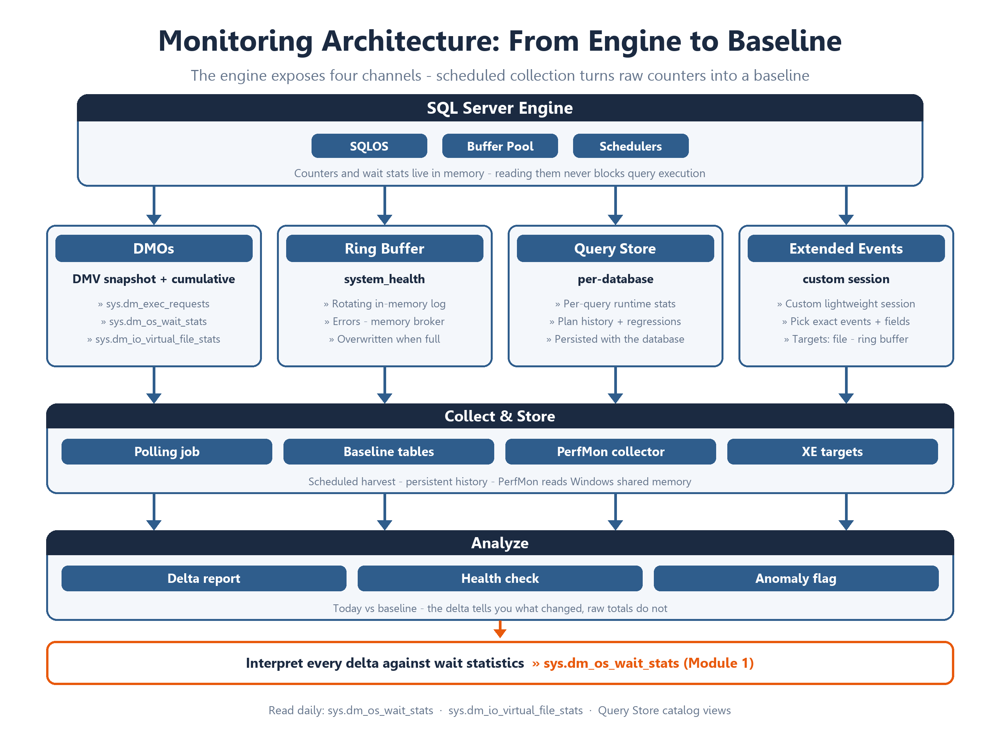 Monitoring Architecture: From Engine to Baseline
The engine exposes four channels - scheduled collection turns raw counters into a baseline
SQL Server Engine
SQLOS
Buffer Pool
Schedulers
Counters and wait stats live in memory - reading them never blocks query execution
DMOs
DMV snapshot + cumulative
» sys.dm_exec_requests
» sys.dm_os_wait_stats
» sys.dm_io_virtual_file_stats
Ring Buffer
system_health
» Rotating in-memory log
» Errors - memory broker
» Overwritten when full
Query Store
per-database
» Per-query runtime stats
» Plan history + regressions
» Persisted with the database
Extended Events
custom session
» Custom lightweight session
» Pick exact events + fields
» Targets: file - ring buffer
Collect & Store
Polling job
Baseline tables
PerfMon collector
XE targets
Scheduled harvest - persistent history - PerfMon reads Windows shared memory
Analyze
Delta report
Health check
Anomaly flag
Today vs baseline - the delta tells you what changed, raw totals do not
Interpret every delta against wait statistics » sys.dm_os_wait_stats (Module 1)
Read daily: sys.dm_os_wait_stats · sys.dm_io_virtual_file_stats · Query Store catalog views